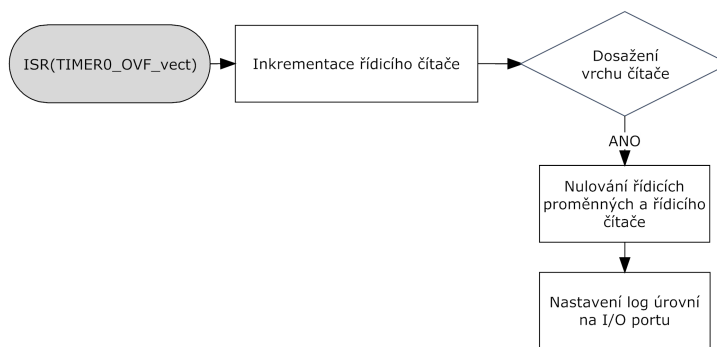 ISR(TIMER0_OVF_vect)
Inkrementace řídicího čítače
Dosažení
vrchu čítače
ANO
Nulování řídicích
proměnných a řídicího
čítače
Nastavení log úrovní
na I/O portu